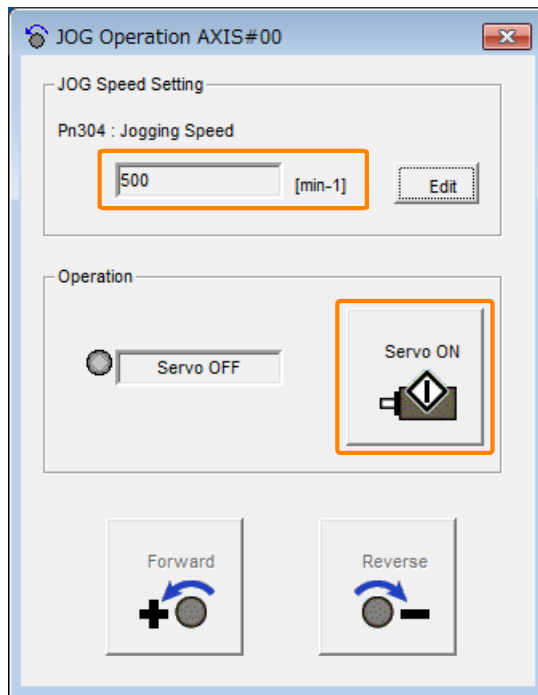 JOG Operation AXIS#00
JOG Speed Setting
Pn304 : Jogging Speed
500 [min-1] Edit
Operation
Servo OFF
Servo ON
Forward
Reverse